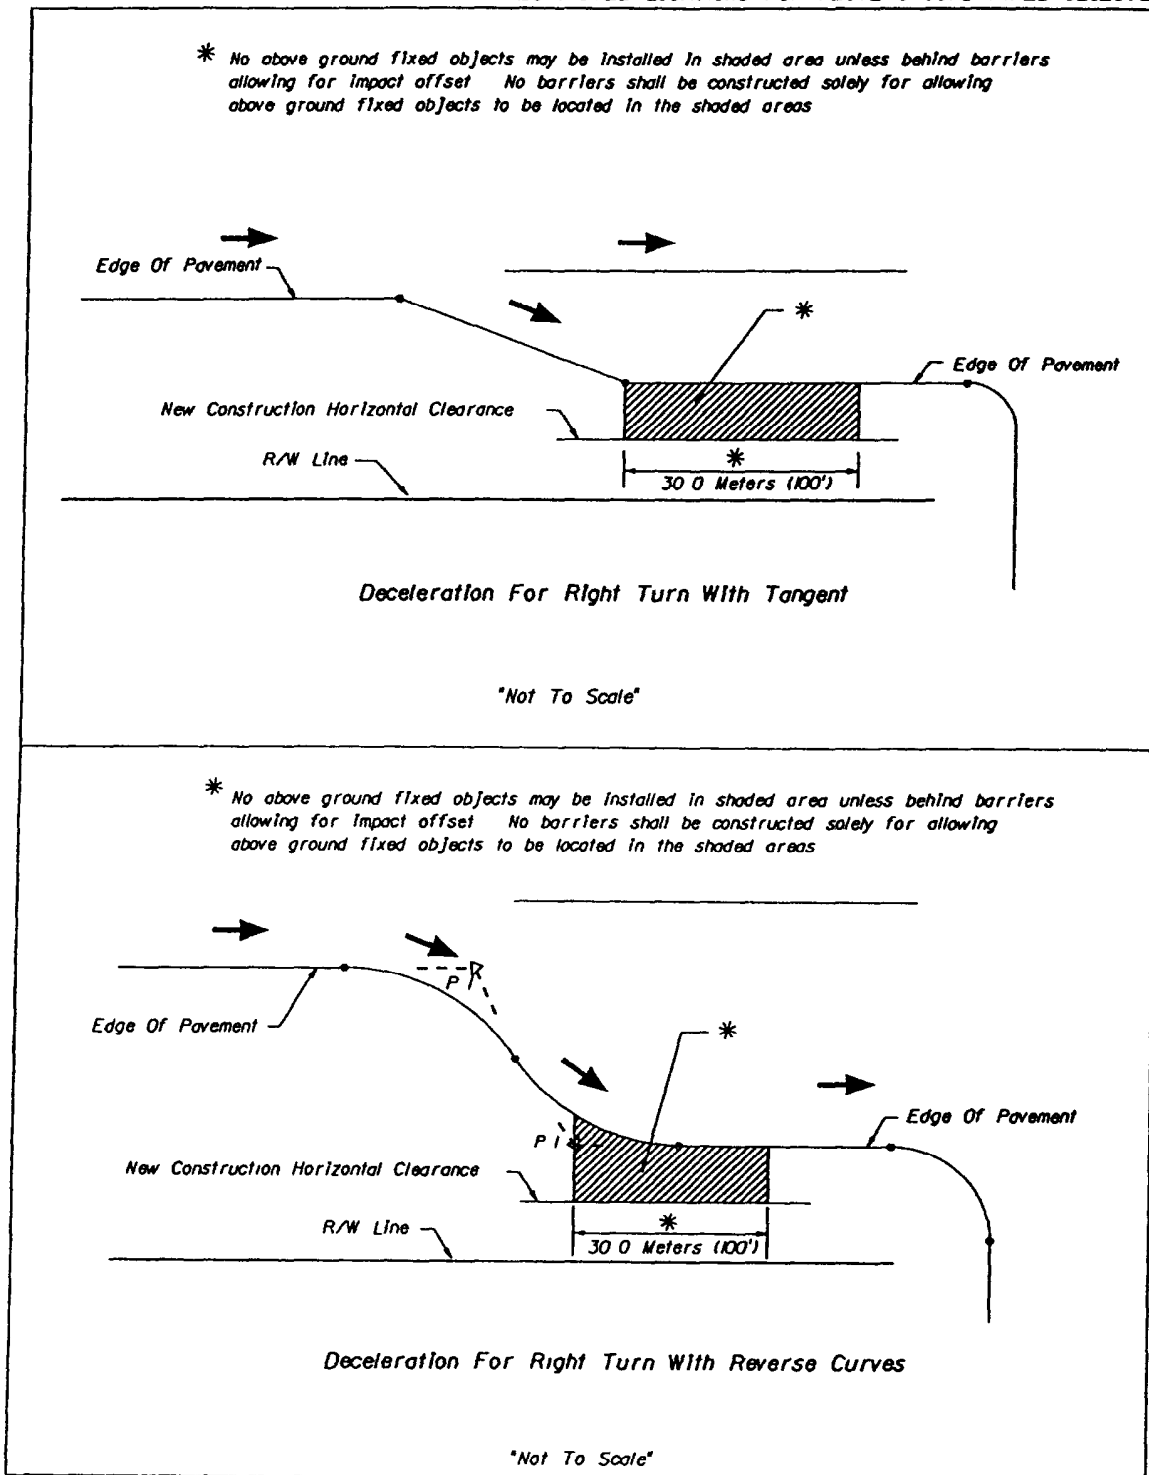 * No above ground fixed objects may be installed in shaded area unless behind barriers
allowing for impact offset No barriers shall be constructed solely for allowing
above ground fixed objects to be located in the shaded areas
Edge Of Pavement
*
Edge Of Pavement
New Construction Horizontal Clearance
R/W Line
*
30 0 Meters (100')
Deceleration For Right Turn With Tangent
"Not To Scale"
* No above ground fixed objects may be installed in shaded area unless behind barriers
allowing for impact offset No barriers shall be constructed solely for allowing
above ground fixed objects to be located in the shaded areas
P I
Edge Of Pavement
*
Edge Of Pavement
P I
New Construction Horizontal Clearance
R/W Line
*
30 0 Meters (100')
Deceleration For Right Turn With Reverse Curves
"Not To Scale"